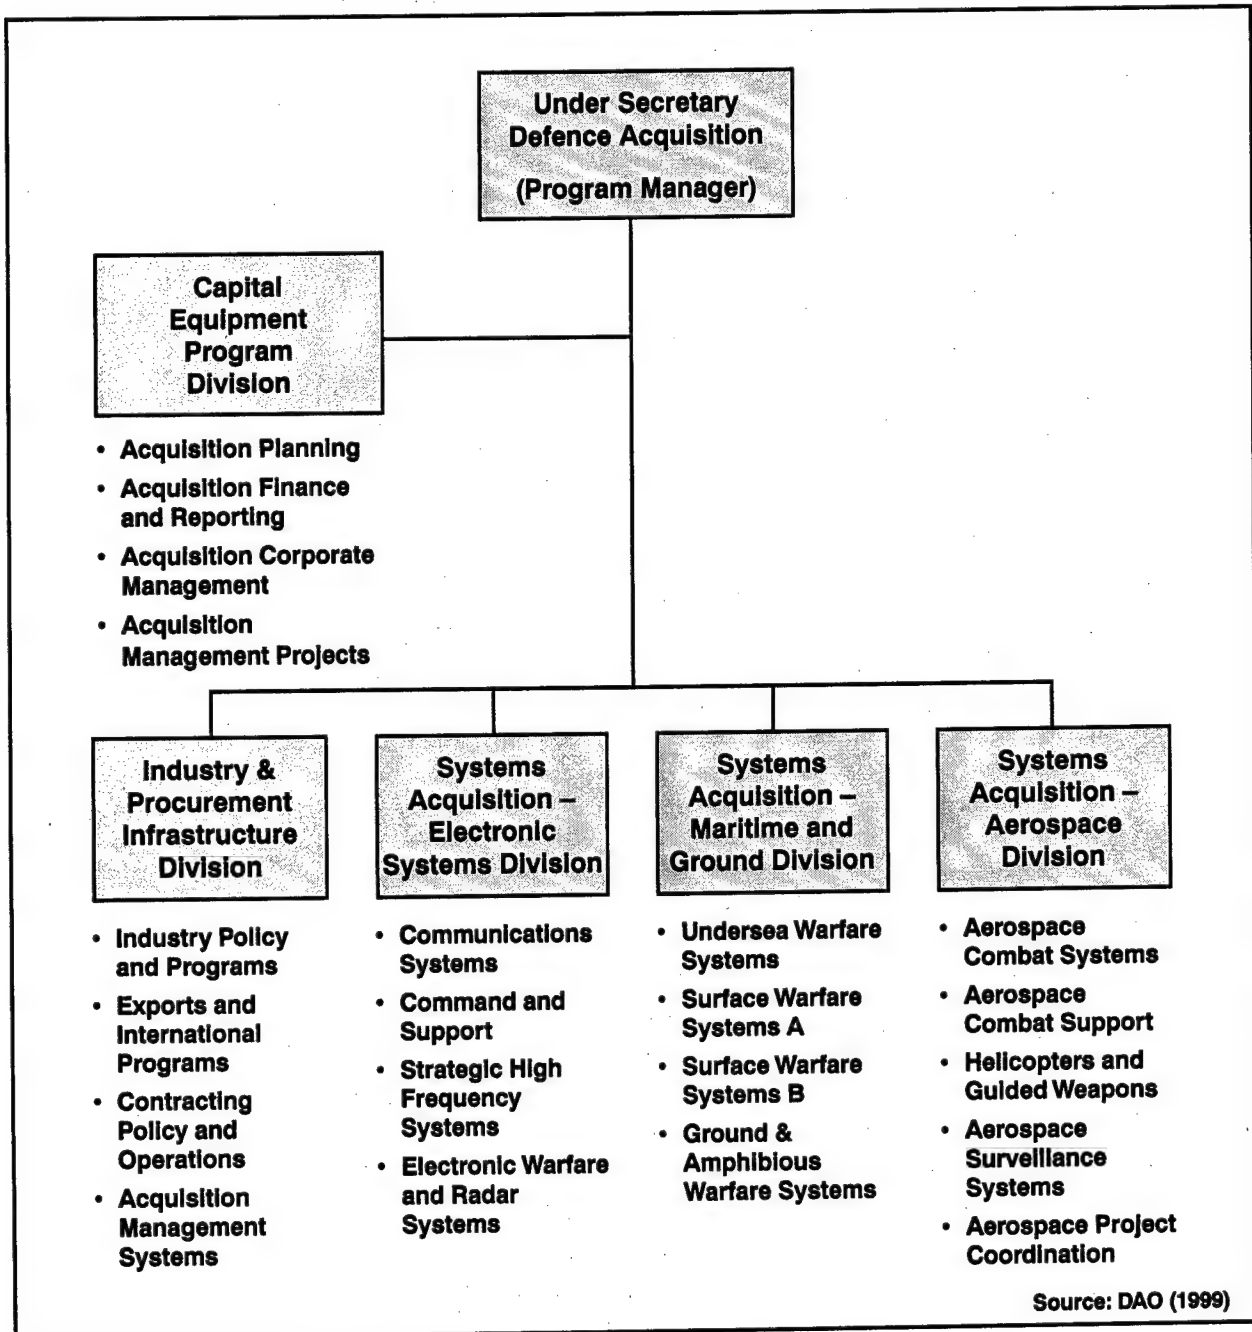 Under Secretary
Defence Acquisition
(Program Manager)
Capital
Equipment
Program
Division
• Acquisition Planning
• Acquisition Finance
and Reporting
• Acquisition Corporate
Management
• Acquisition
Management Projects
Industry &
Procurement
Infrastructure
Division
• Industry Policy
and Programs
• Exports and
International
Programs
• Contracting
Policy and
Operations
• Acquisition
Management
Systems
Systems
Acquisition –
Electronic
Systems Division
• Communications
Systems
• Command and
Support
• Strategic High
Frequency
Systems
• Electronic Warfare
and Radar
Systems
Systems
Acquisition –
Maritime and
Ground Division
• Undersea Warfare
Systems
• Surface Warfare
Systems A
• Surface Warfare
Systems B
• Ground &
Amphibious
Warfare Systems
Systems
Acquisition –
Aerospace
Division
• Aerospace
Combat Systems
• Aerospace
Combat Support
• Helicopters and
Guided Weapons
• Aerospace
Surveillance
Systems
• Aerospace Project
Coordination
Source: DAO (1999)